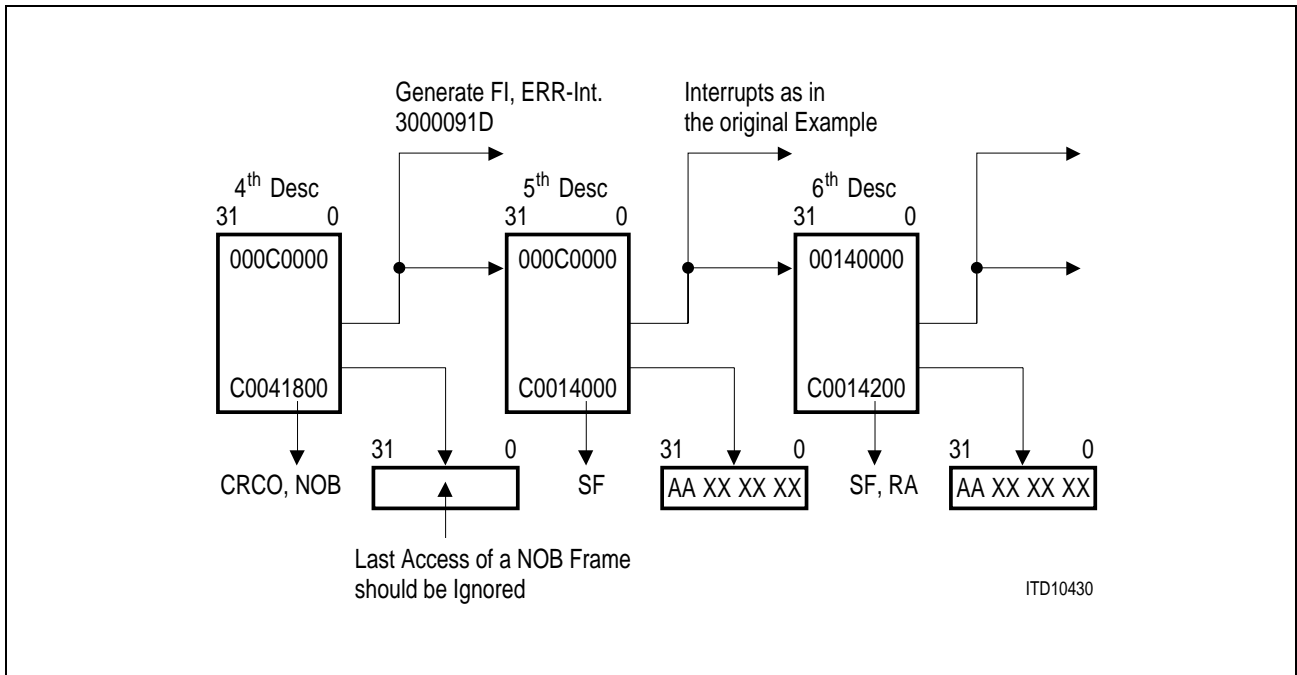 Generate FI, ERR-Int.
3000091D
Interrupts as in
the original Example
4th Desc
31 0
000C0000
C0041800
CRCO, NOB
5th Desc
31 0
000C0000
C0014000
SF
6th Desc
31 0
00140000
C0014200
SF, RA
31 0
31 0
AA XX XX XX
31 0
AA XX XX XX
Last Access of a NOB Frame
should be Ignored
ITD10430